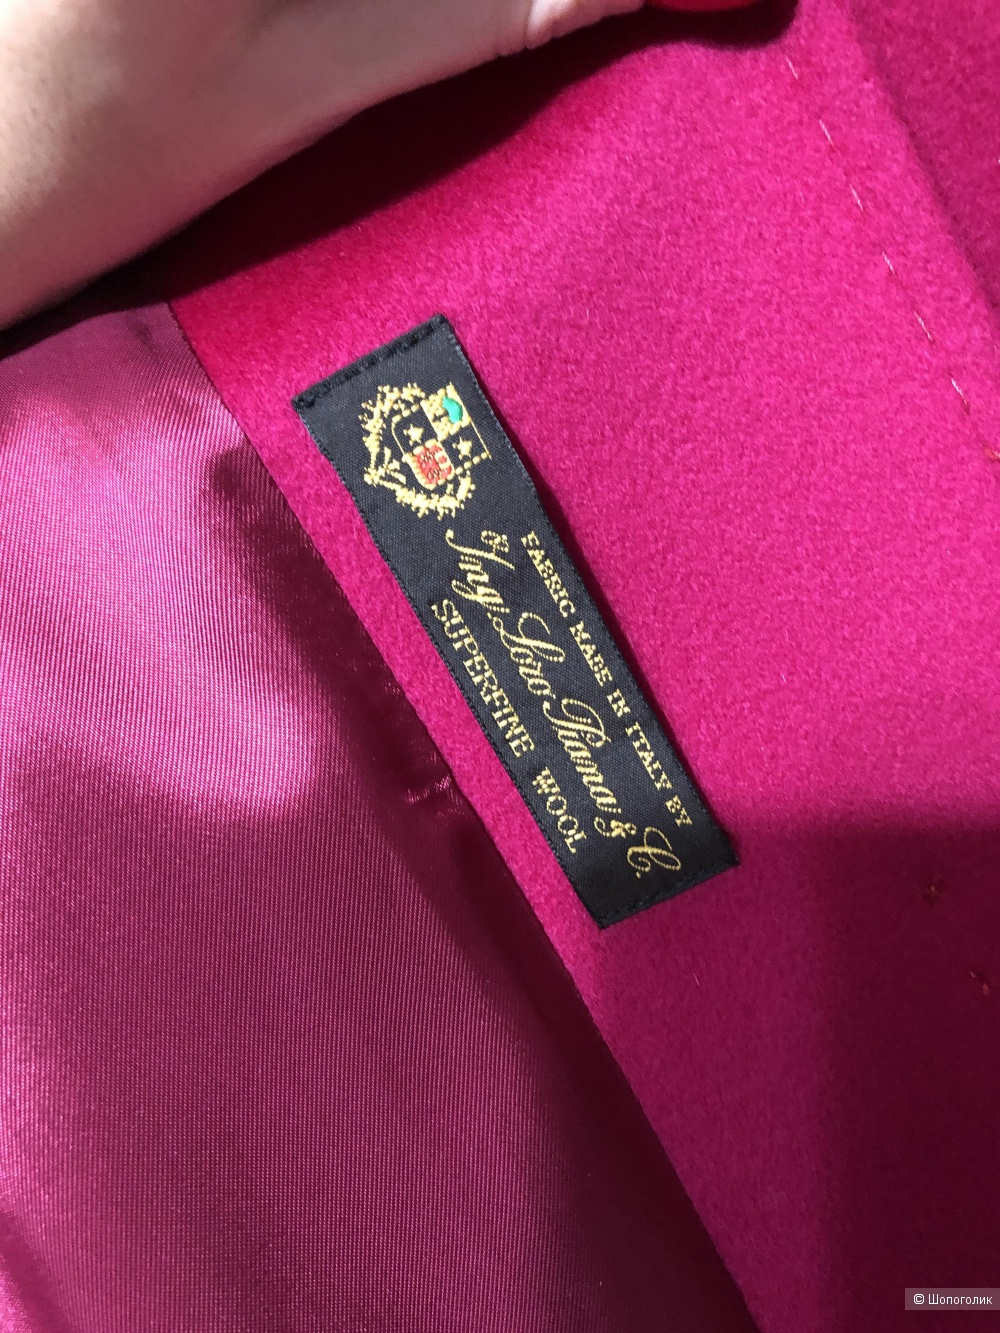 FABRIC MADE IN ITALY BY
Ing. Loro Piana & C.
SUPERFINE WOOL
® 
© Шопоголик